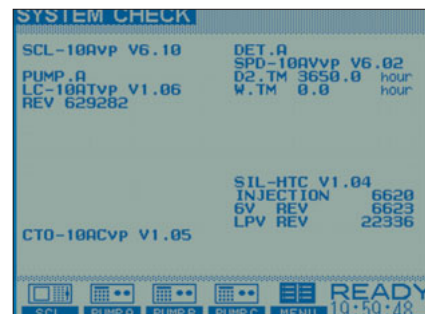 SYSTEM CHECK
SCL-10Avp V6.10
PUMP.A
LC-10ATvp V1.06
REV 629282
CTO-10ACvp V1.05
DET.A
SPD-10AVvp V6.02
D2.TM 3650.0 hour
W.TM 0.0 hour
SIL-HTC V1.04
INJECTION 6620
6V REV 6623
LPV REV 22336
READY
SCL PUMP.A PUMP.B PUMP.C MENU 19:59:48